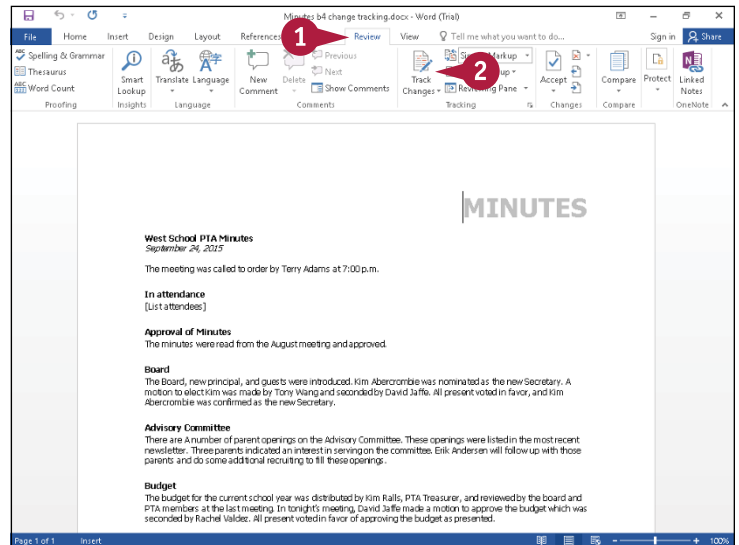 Minutes b4 change tracking.docx - Word (Trial)
File Home Insert Design Layout References Review View Tell me what you want to do... Sign in Share
1
ABC Spelling & Grammar
Thesaurus
ABC 123 Word Count
Proofing
Smart Lookup
Insights
Translate Language
Language
New Comment
Delete
Previous
Next
Show Comments
Comments
Track Changes
2
Markup
Reviewing Pane
Tracking
Accept
Changes
Compare
Compare
Protect
Linked Notes
OneNote
MINUTES
West School PTA Minutes
September 24, 2015
The meeting was called to order by Terry Adams at 7:00 p.m.
In attendance
[List attendees]
Approval of Minutes
The minutes were read from the August meeting and approved.
Board
The Board, new principal, and guests were introduced. Kim Abercrombie was nominated as the new Secretary. A
motion to elect Kim was made by Tony Wang and seconded by David Jaffe. All present voted in favor, and Kim
Abercrombie was confirmed as the new Secretary.
Advisory Committee
There are A number of parent openings on the Advisory Committee. These openings were listed in the most recent
newsletter. Three parents indicated an interest in serving on the committee. Erik Andersen will follow up with those
parents and do some additional recruiting to fill these openings.
Budget
The budget for the current school year was distributed by Kim Ralls, PTA Treasurer, and reviewed by the board and
PTA members at the last meeting. In tonight's meeting, David Jaffe made a motion to approve the budget which was
seconded by Rachel Valdez. All present voted in favor of approving the budget as presented.
Page 1 of 1 Insert 100%